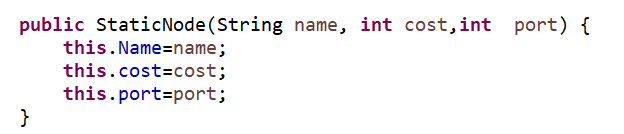 public StaticNode(String name, int cost,int  port) {
    this.Name=name;
    this.cost=cost;
    this.port=port;
}